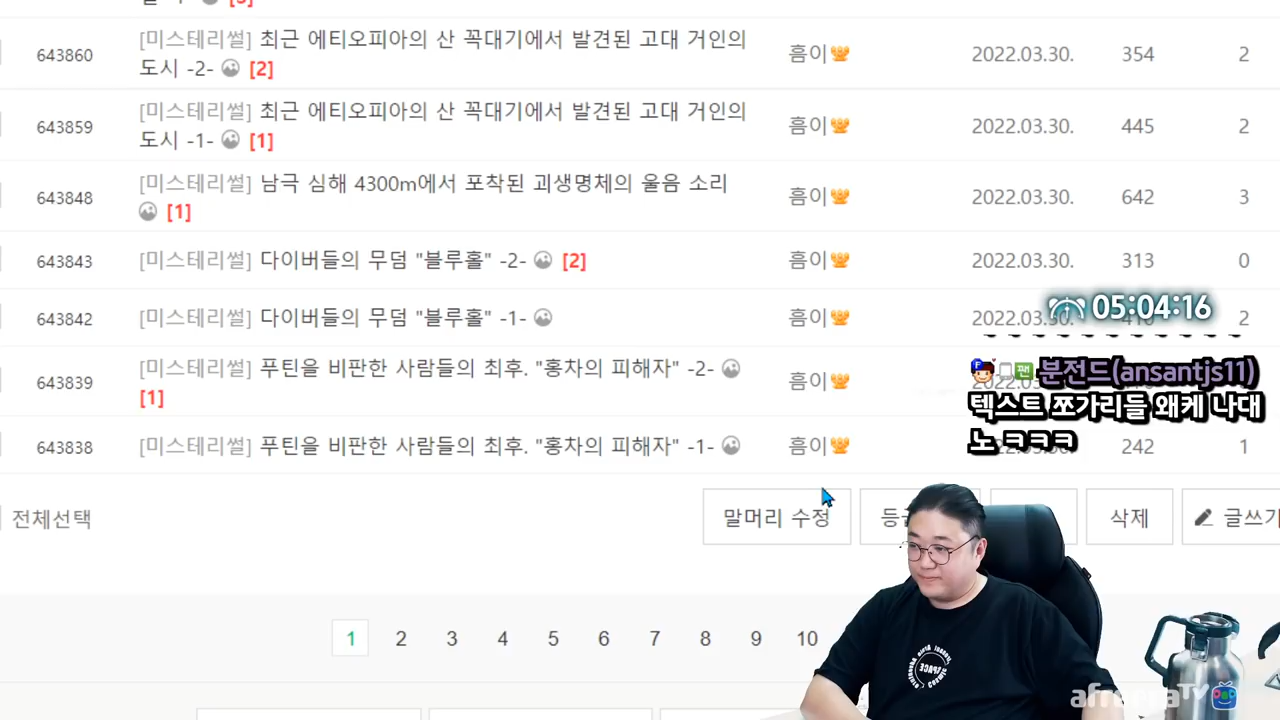 [3]
643860 [미스테리썰] 최근 에티오피아의 산 꼭대기에서 발견된 고대 거인의 흠이 2022.03.30. 354 2
도시 -2- [2]
643859 [미스테리썰] 최근 에티오피아의 산 꼭대기에서 발견된 고대 거인의 흠이 2022.03.30. 445 2
도시 -1- [1]
643848 [미스테리썰] 남극 심해 4300m에서 포착된 괴생명체의 울음 소리 흠이 2022.03.30. 642 3
[1]
643843 [미스테리썰] 다이버들의 무덤 "블루홀" -2- [2] 흠이 2022.03.30. 313 0
05:04:16
643842 [미스테리썰] 다이버들의 무덤 "블루홀" -1- 흠이 2022.03.30. 410 2
643839 [미스테리썰] 푸틴을 비판한 사람들의 최후. "홍차의 피해자" -2- 흠이
[1]
팬 분전드(ansantjs11)
텍스트 쪼가리들 왜케 나대
노 ㅋㅋㅋ
643838 [미스테리썰] 푸틴을 비판한 사람들의 최후. "홍차의 피해자" -1- 흠이 242 1
전체선택 말머리 수정 삭제 글쓰기
1 2 3 4 5 6 7 8 9 10
SPACE
afreecaTV